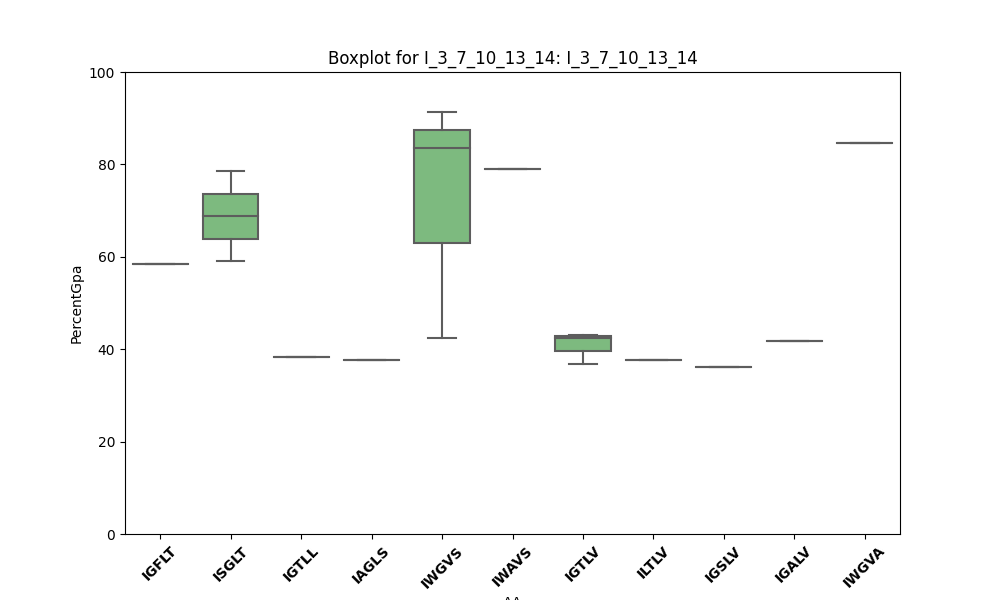 Boxplot for I_3_7_10_13_14: I_3_7_10_13_14
100
80
60
40
20
0
PercentGpa
IGFLT
ISGLT
IGTLL
IAGLS
IWGVS
IWAVS
IGTLV
ILTLV
IGSLV
IGALV
IWGVA